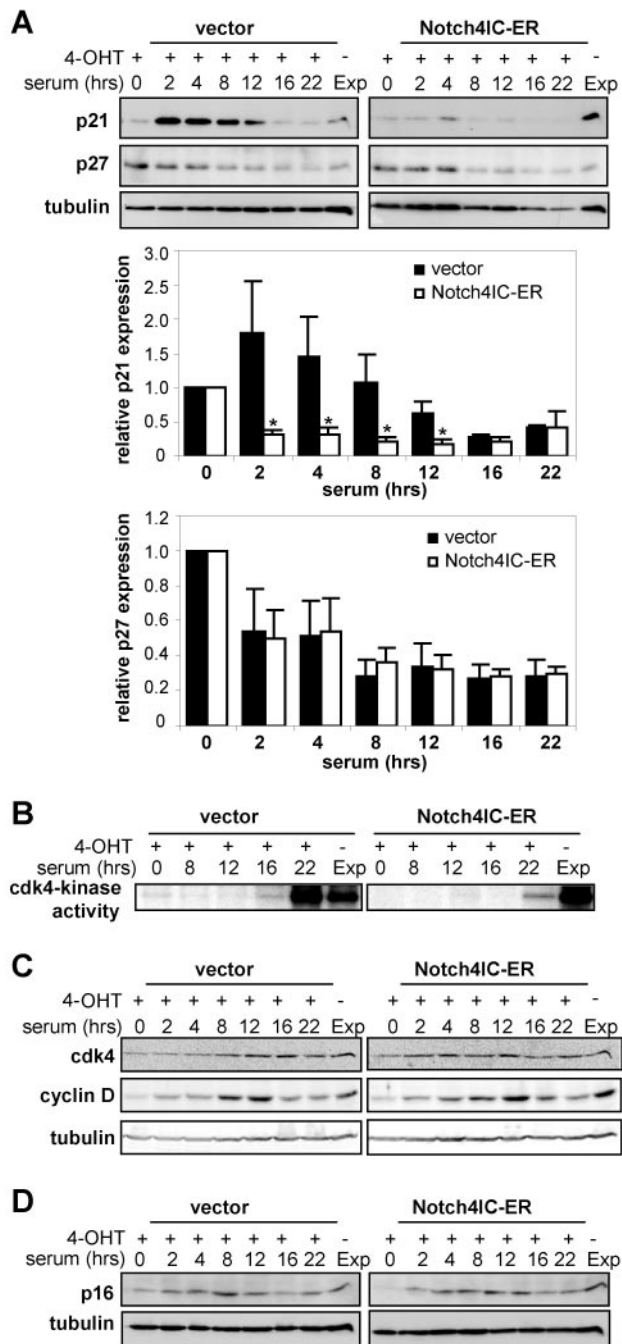 A
vector Notch4IC-ER
4-OHT + + + + + + + - + + + + + + + -
serum (hrs) 0 2 4 8 12 16 22 Exp 0 2 4 8 12 16 22 Exp
p21
p27
tubulin
3.0
2.5
2.0
1.5
1.0
0.5
0
relative p21 expression
vector
Notch4IC-ER
* * * *
0 2 4 8 12 16 22
serum (hrs)
1.2
1.0
0.8
0.6
0.4
0.2
0
relative p27 expression
vector
Notch4IC-ER
0 2 4 8 12 16 22
serum (hrs)
B
vector Notch4IC-ER
4-OHT + + + + + - + + + + + -
serum (hrs) 0 8 12 16 22 Exp 0 8 12 16 22 Exp
cdk4-kinase
activity
C
vector Notch4IC-ER
4-OHT + + + + + + + - + + + + + + + -
serum (hrs) 0 2 4 8 12 16 22 Exp 0 2 4 8 12 16 22 Exp
cdk4
cyclin D
tubulin
D
vector Notch4IC-ER
4-OHT + + + + + + + - + + + + + + + -
serum (hrs) 0 2 4 8 12 16 22 Exp 0 2 4 8 12 16 22 Exp
p16
tubulin